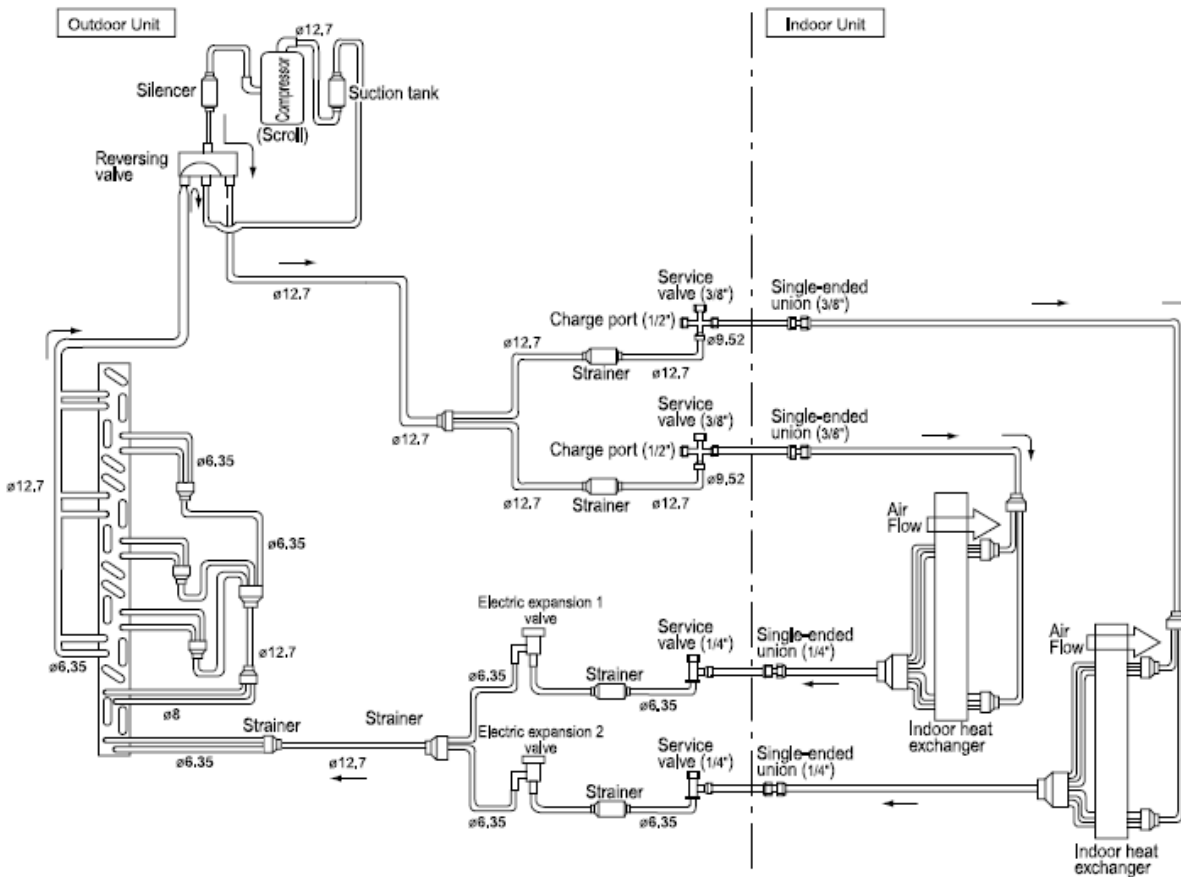 Outdoor Unit
Indoor Unit
ø12.7
Silencer
Compressor
(Scroll)
Suction tank
Reversing
valve
ø12.7
Service
valve (3/8")
Single-ended
union (3/8")
Charge port (1/2")
ø12.7
ø9.52
Strainer
ø12.7
Service
valve (3/8")
Single-ended
union (3/8")
ø12.7
Charge port (1/2")
ø6.35
ø9.52
ø12.7
ø12.7
ø12.7
Strainer
Air
Flow
ø6.35
Electric expansion 1
valve
Service
valve (1/4")
Single-ended
union (1/4")
Air
Flow
ø6.35
ø12.7
ø6.35
Strainer
ø6.35
ø8
Strainer
Strainer
Indoor heat
exchanger
Electric expansion 2
valve
Service
valve (1/4")
Single-ended
union (1/4")
ø6.35
ø12.7
ø6.35
Strainer
ø6.35
Indoor heat
exchanger